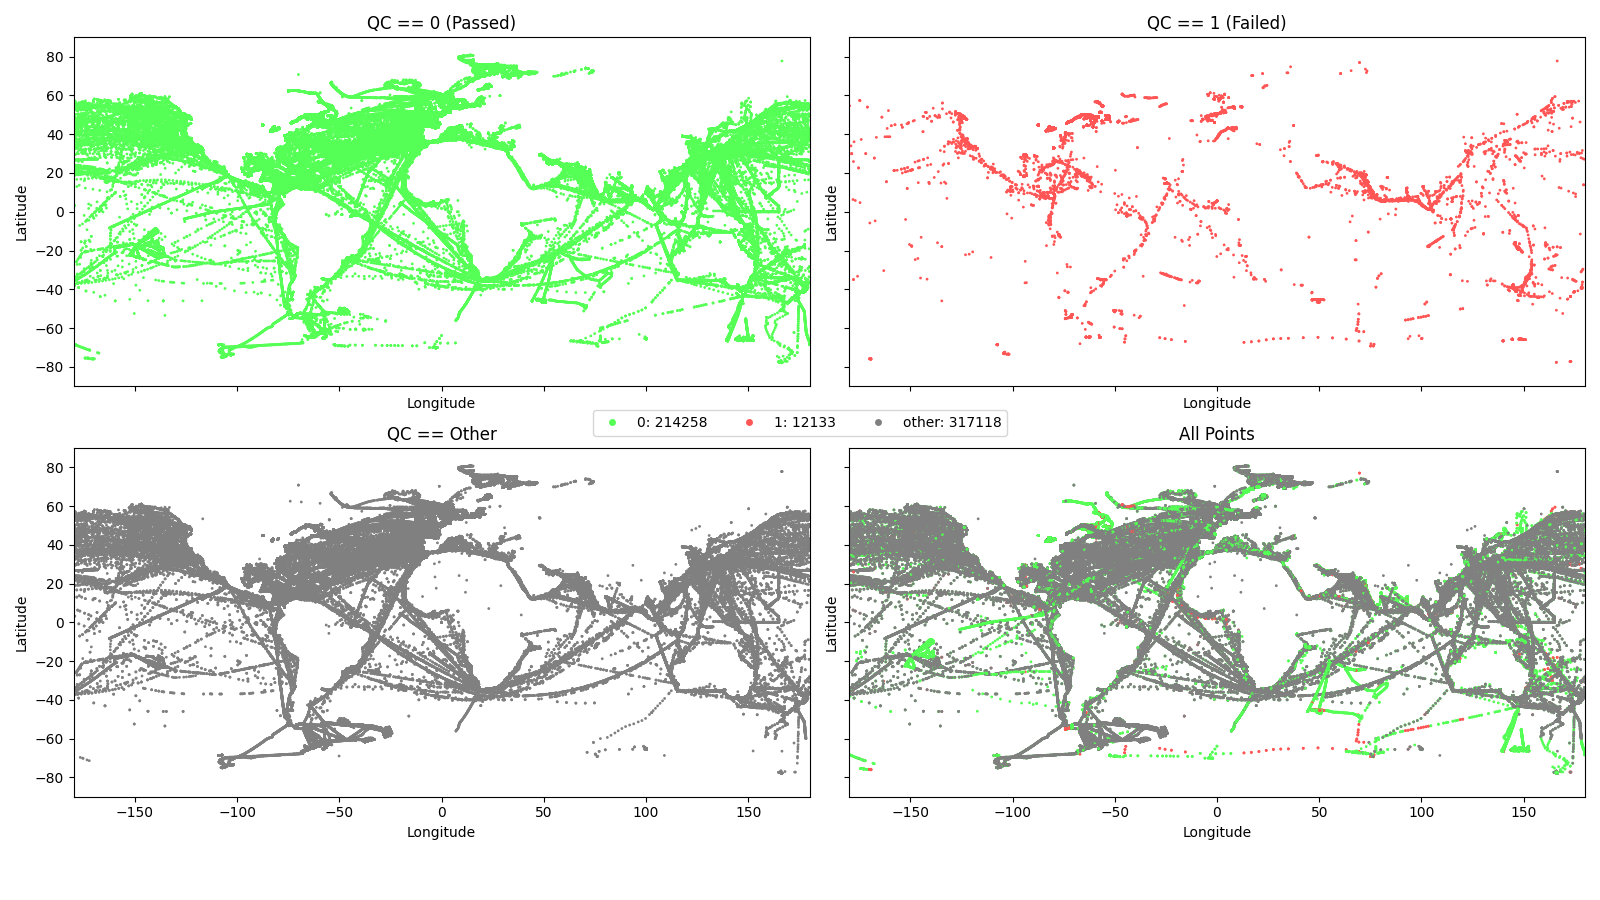 QC == 0 (Passed)
QC == 1 (Failed)
80
60
40
20
0
−20
−40
−60
−80
Latitude
Latitude
Longitude
Longitude
0: 214258 1: 12133 other: 317118
QC == Other
All Points
80
60
40
20
0
−20
−40
−60
−80
Latitude
Latitude
−150 −100 −50 0 50 100 150
−150 −100 −50 0 50 100 150
Longitude
Longitude